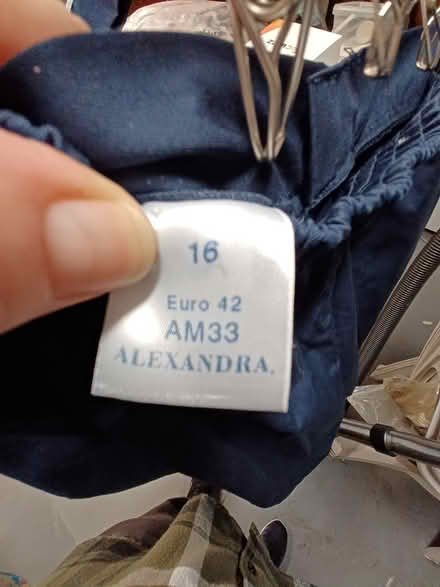 16
Euro 42
AM33
ALEXANDRA.